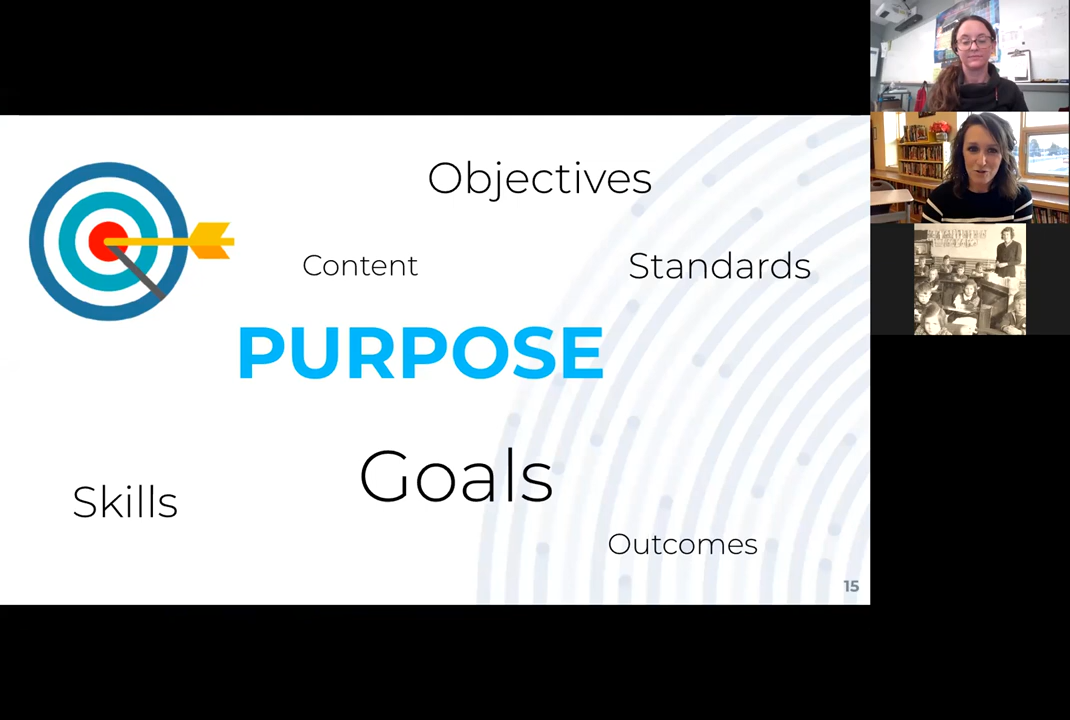 Objectives
Content
Standards
PURPOSE
Goals
Skills
Outcomes
15